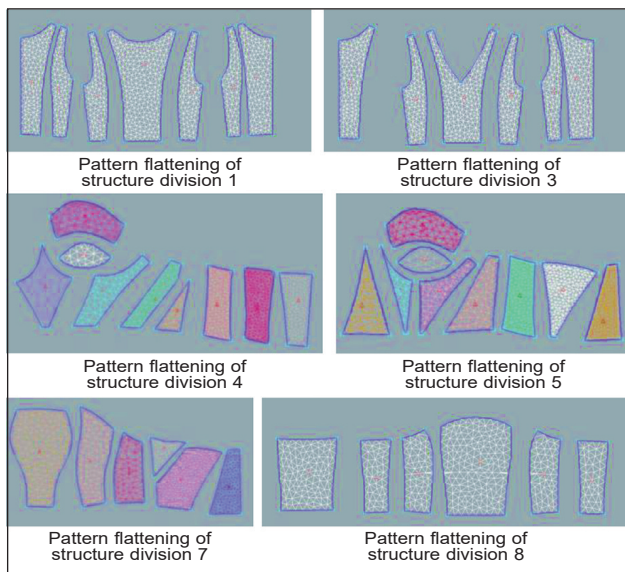 Pattern flattening of
structure division 1
Pattern flattening of
structure division 3
Pattern flattening of
structure division 4
Pattern flattening of
structure division 5
Pattern flattening of
structure division 7
Pattern flattening of
structure division 8